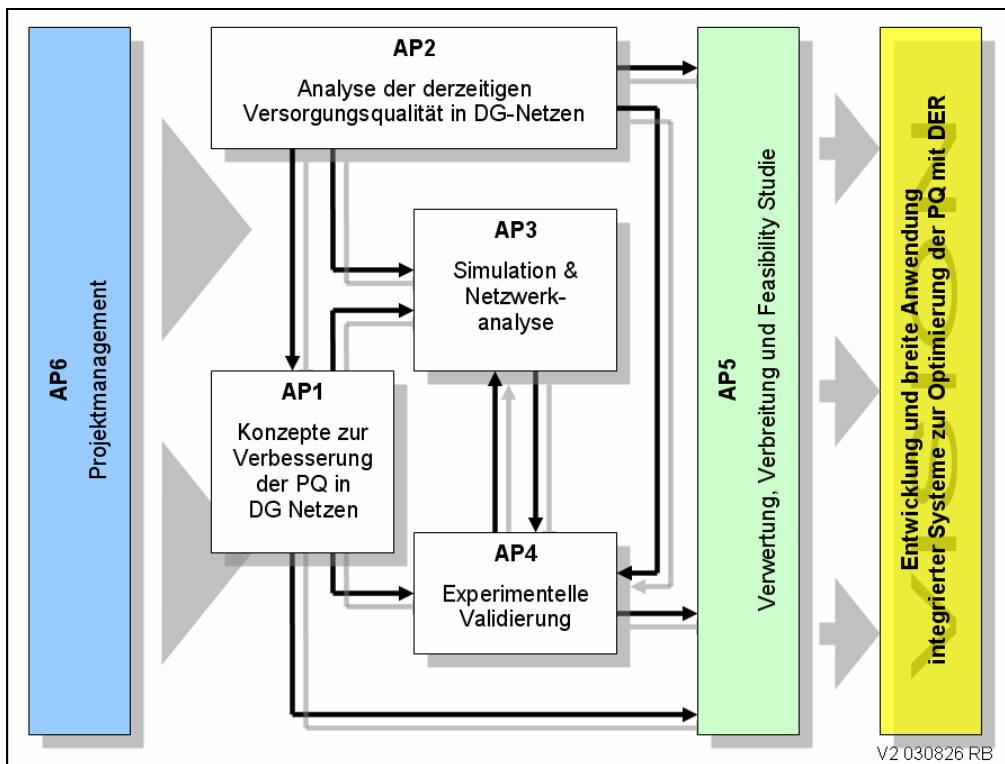 AP6
Projektmanagement
AP2
Analyse der derzeitigen
Versorgungsqualität in DG-Netzen
AP3
Simulation &
Netzwerk-
analyse
AP1
Konzepte zur
Verbesserung
der PQ in
DG Netzen
AP4
Experimentelle
Validierung
AP5
Verwertung, Verbreitung und Feasibility Studie
VISION
Entwicklung und breite Anwendung
integrierter Systeme zur Optimierung der PQ mit DER
V2 030826 RB